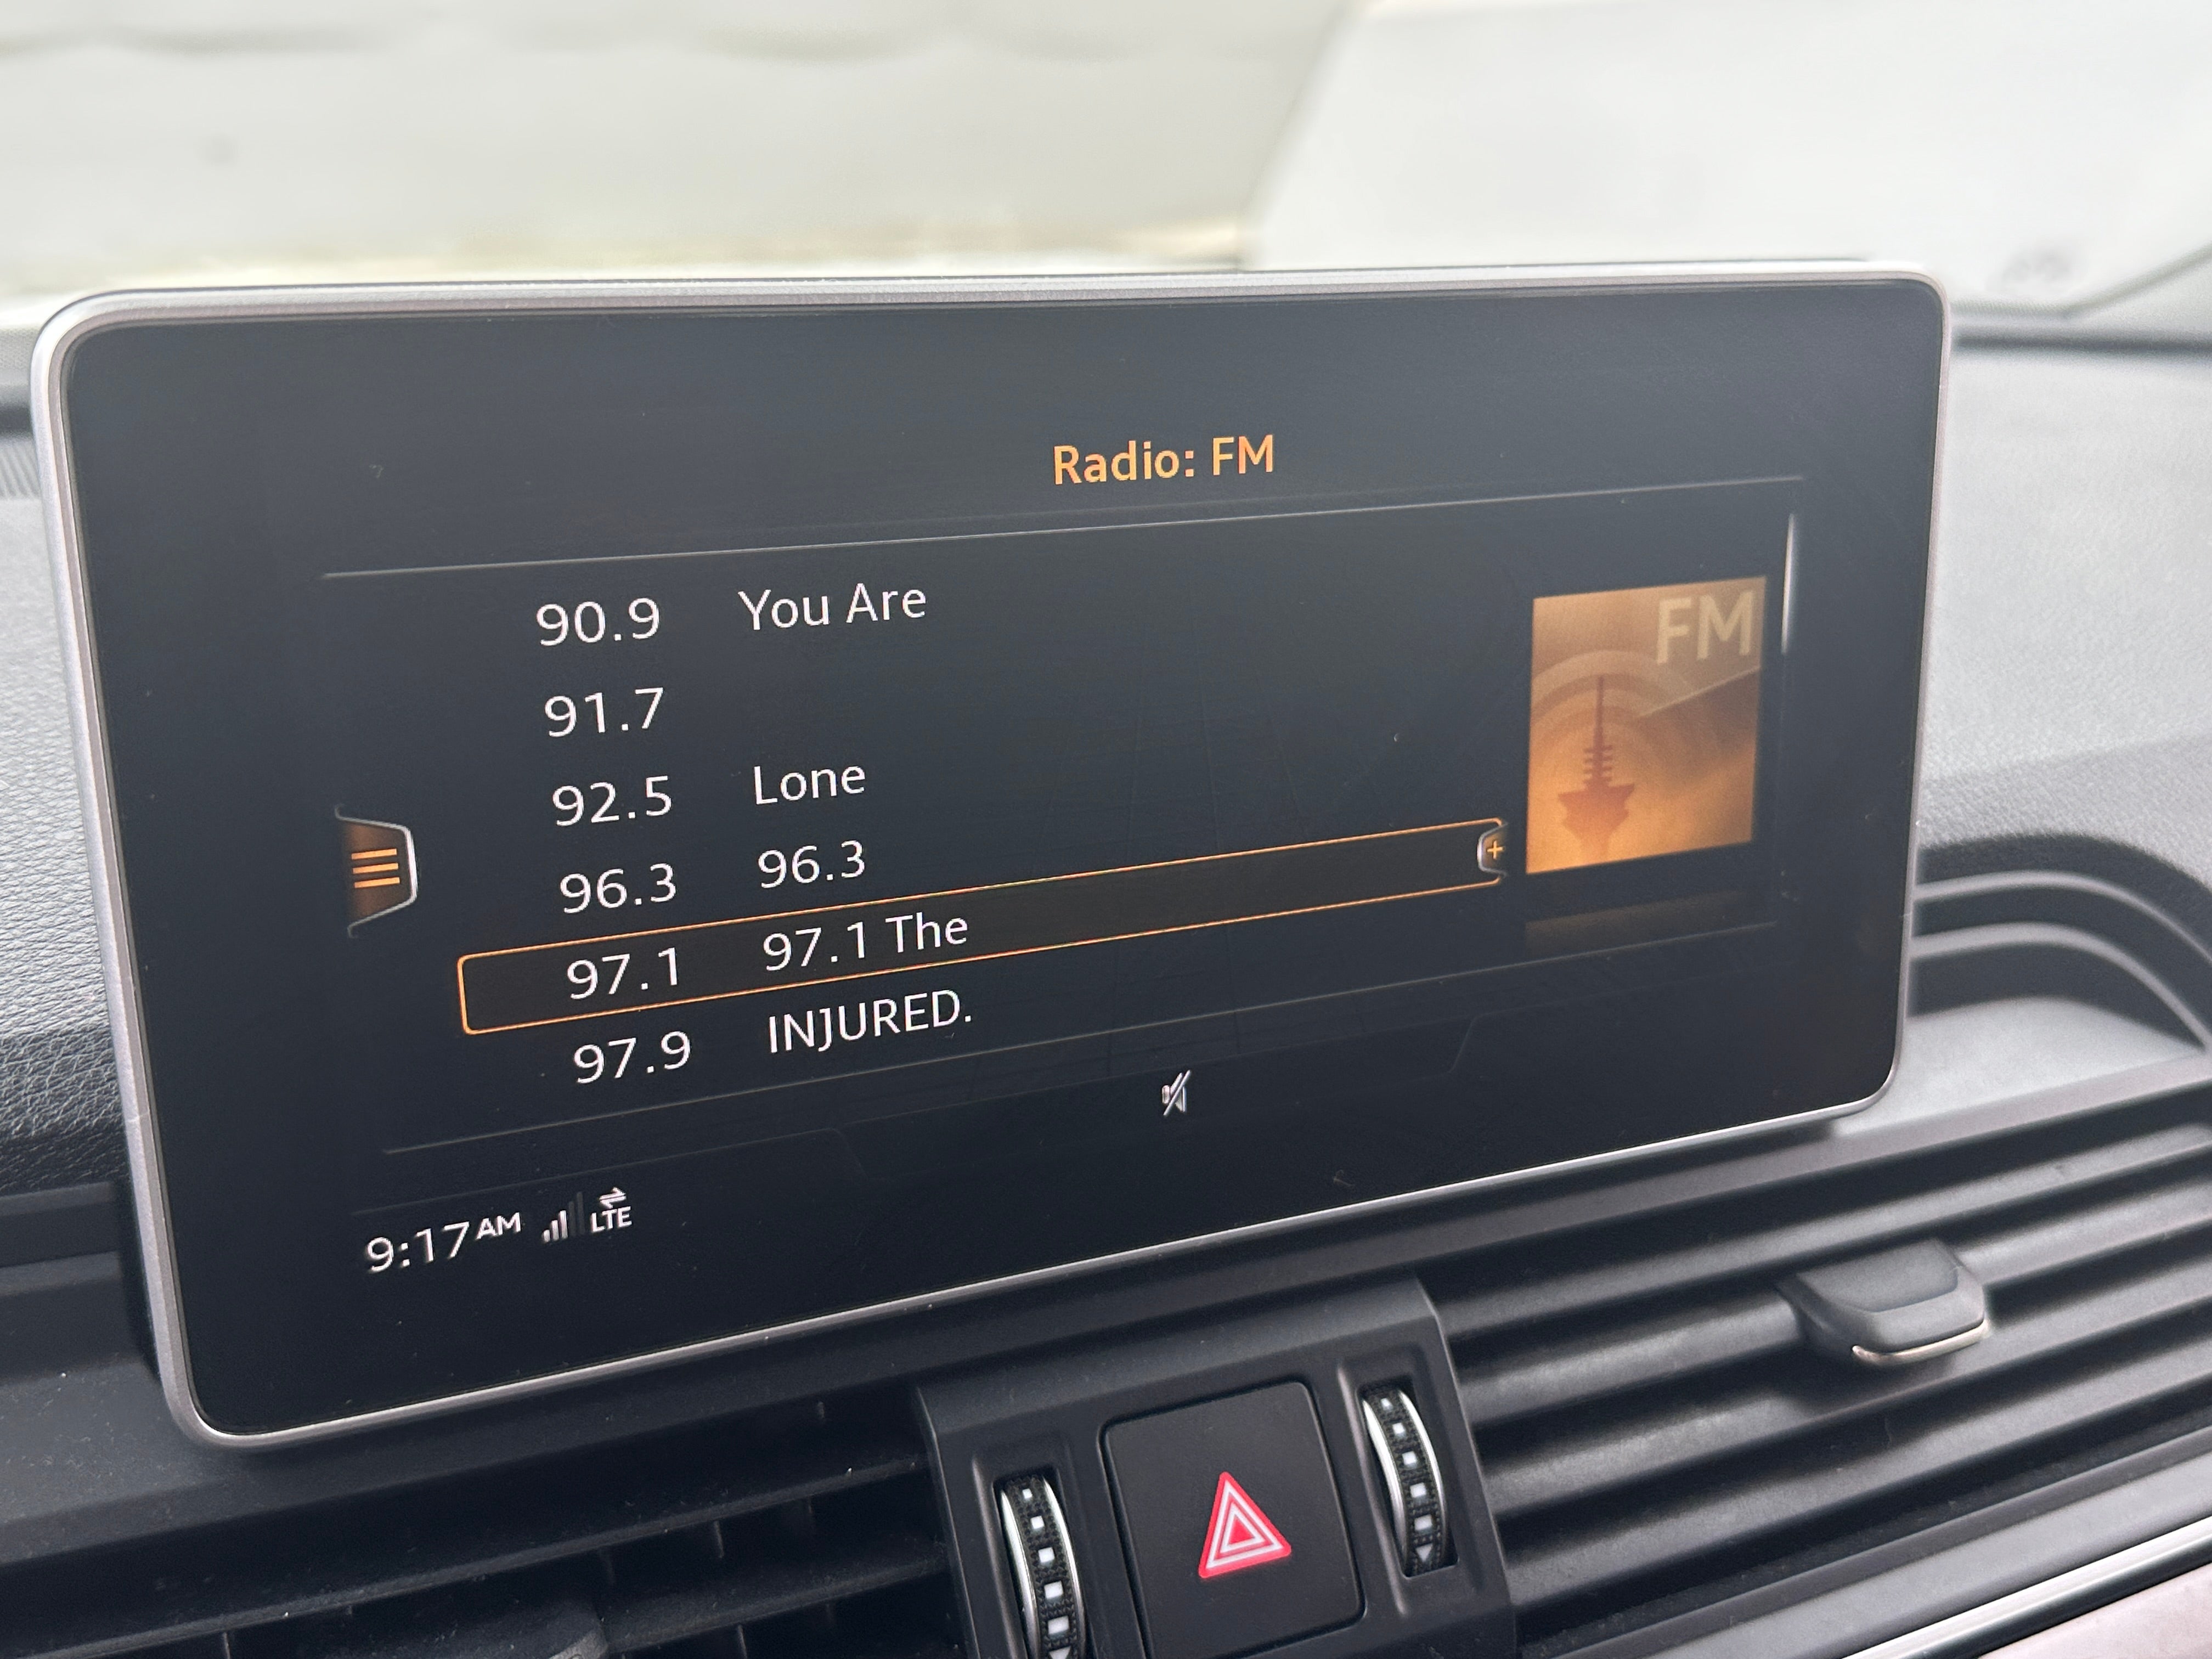 Radio: FM
90.9 You Are
91.7
92.5 Lone
96.3 96.3
97.1 97.1 The
97.9 INJURED.
FM
9:17 AM LTE